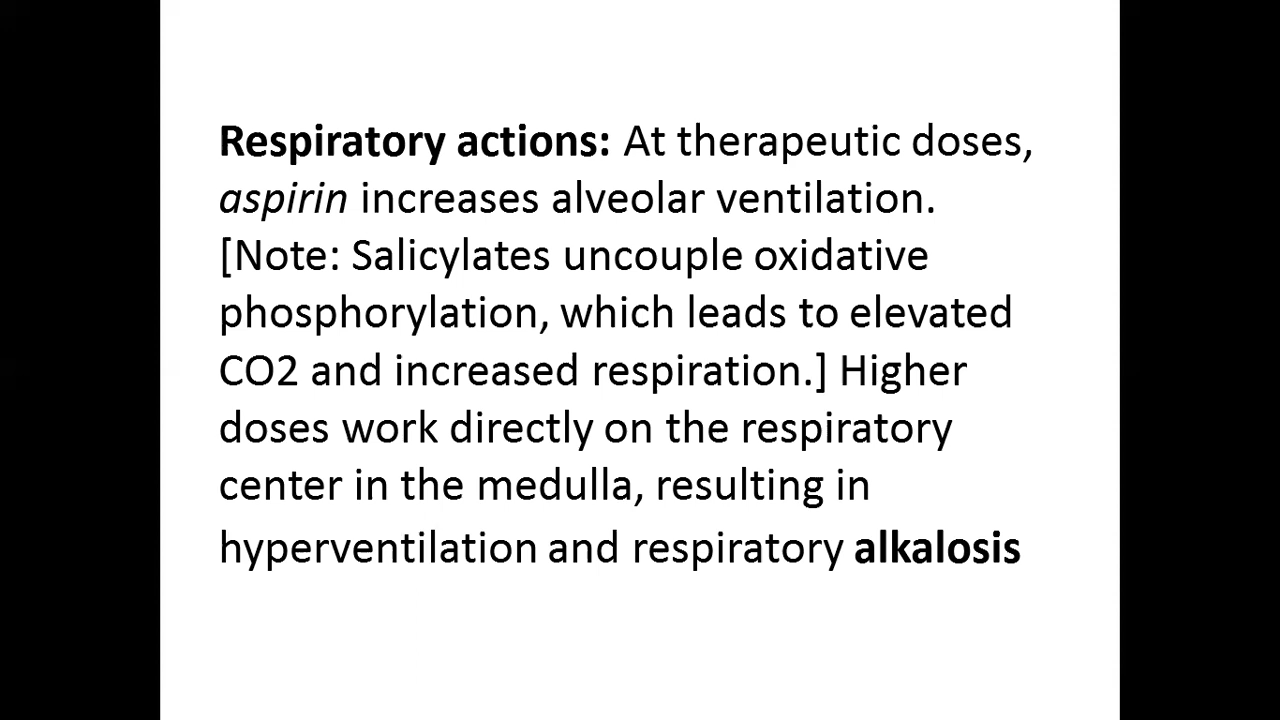 Respiratory actions: At therapeutic doses,
aspirin increases alveolar ventilation.
[Note: Salicylates uncouple oxidative
phosphorylation, which leads to elevated
CO2 and increased respiration.] Higher
doses work directly on the respiratory
center in the medulla, resulting in
hyperventilation and respiratory alkalosis